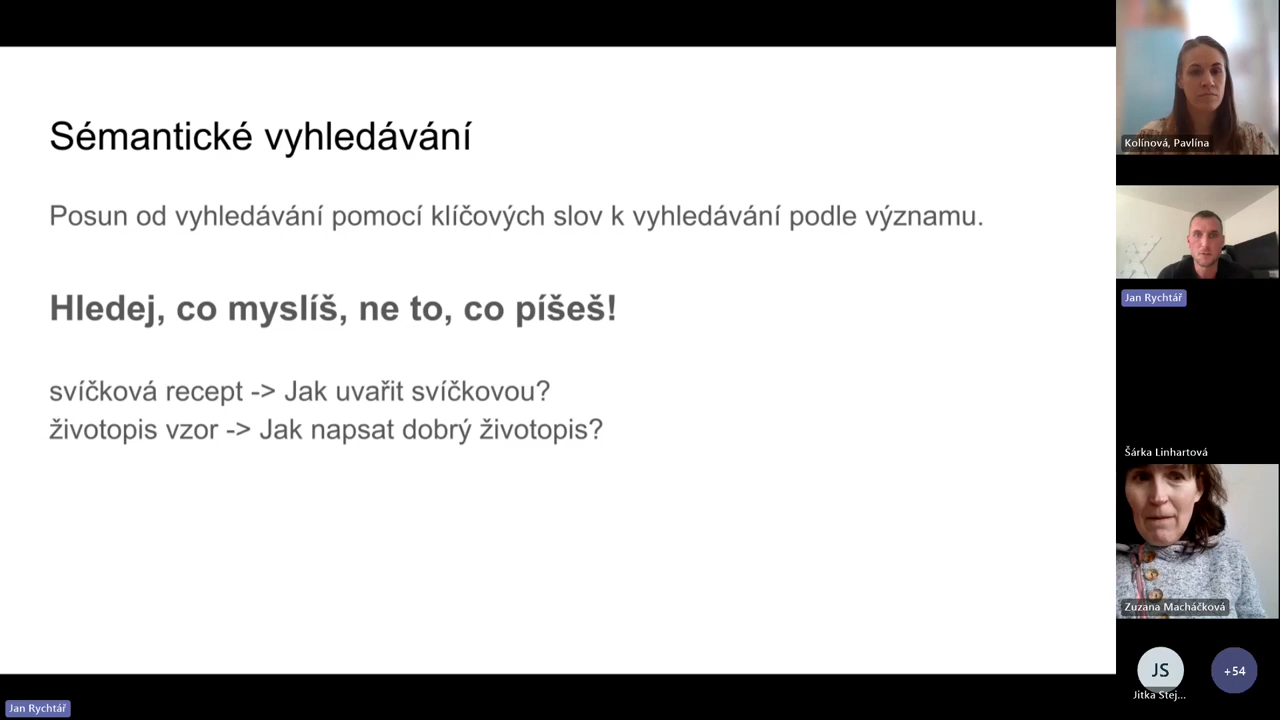 Sémantické vyhledávání
Posun od vyhledávání pomocí klíčových slov k vyhledávání podle významu.
Hledej, co myslíš, ne to, co píšeš!
svíčková recept -> Jak uvařit svíčkovou?
životopis vzor -> Jak napsat dobrý životopis?
Jan Rychtář
Kolínová, Pavlína
Jan Rychtář
Šárka Linhartová
Zuzana Macháčková
JS
+54
Jitka Stej...